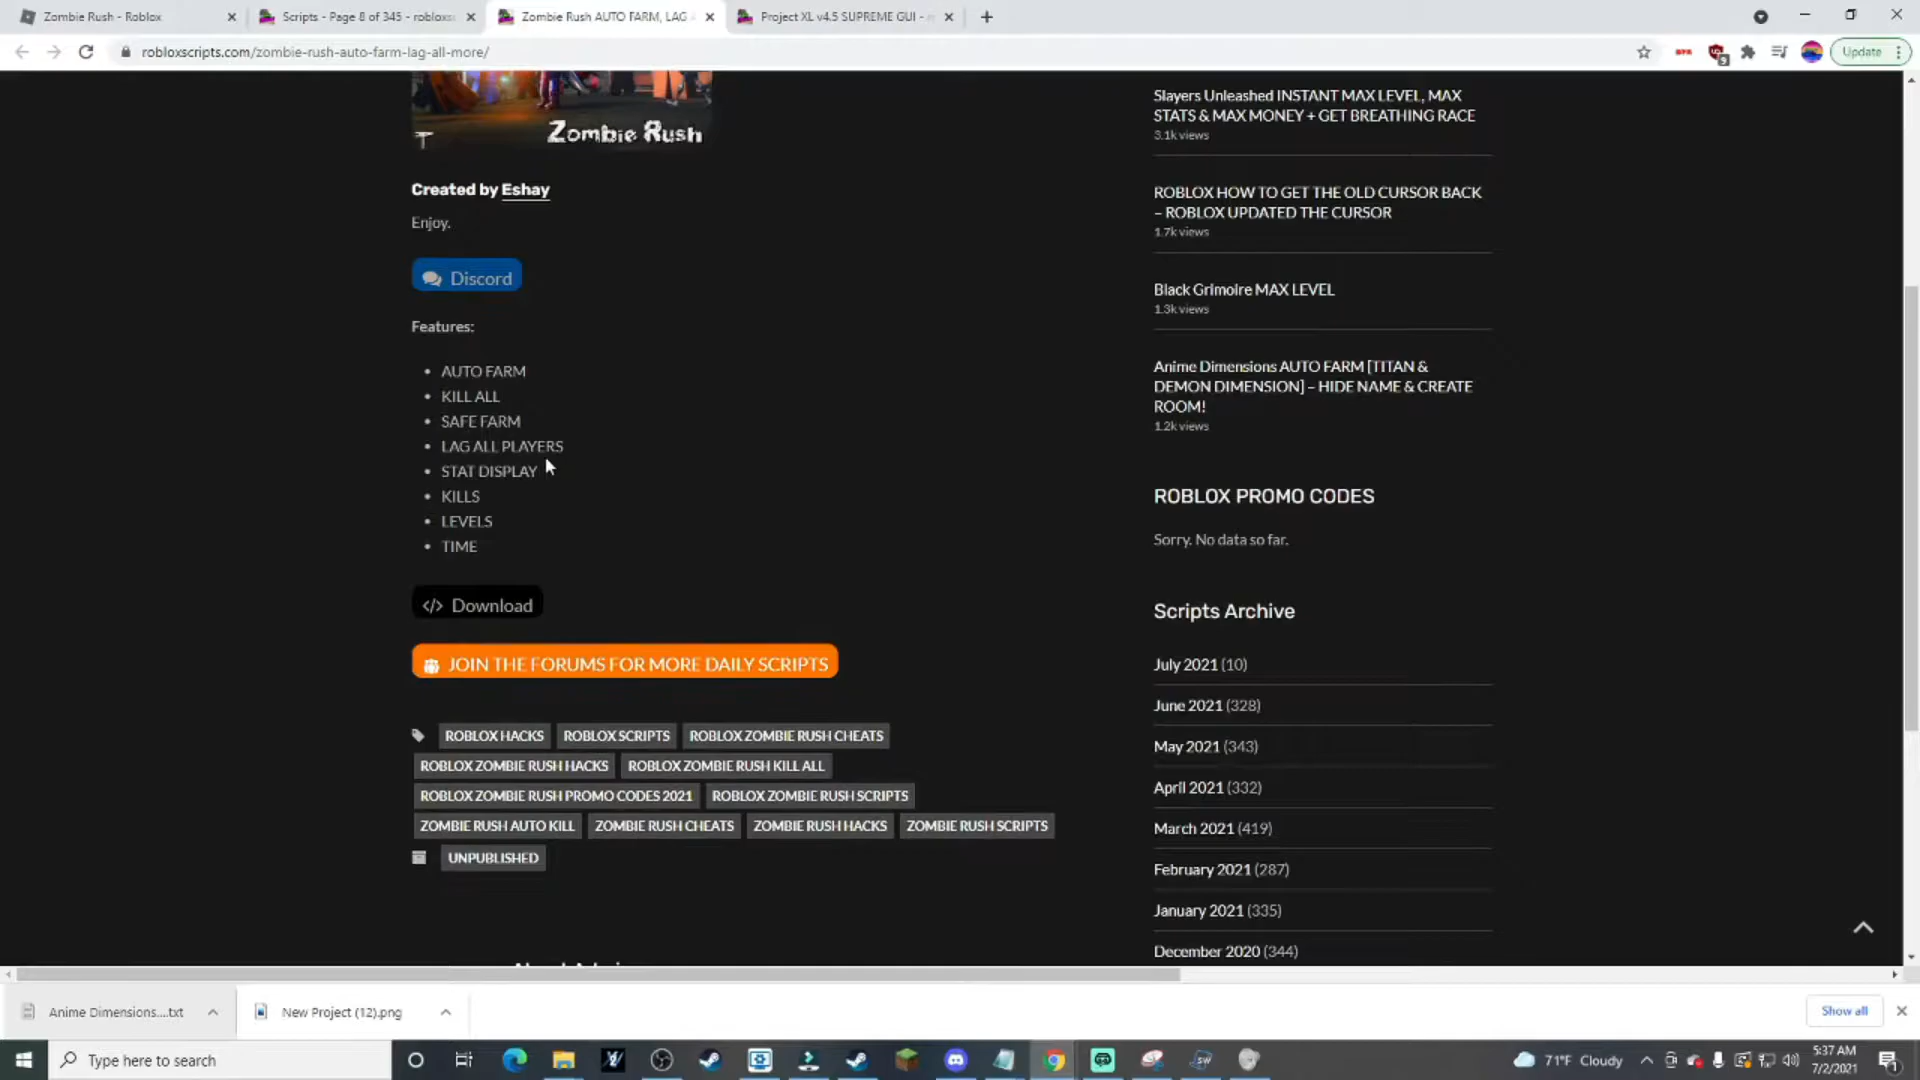 Zombie Rush - Roblox
Scripts - Page 8 of 345 - robloxsc
Zombie Rush AUTO FARM, LAG A
Project XL v4.5 SUPREME GUI -
robloxscripts.com/zombie-rush-auto-farm-lag-all-more/
Update
Zombie Rush
Created by Eshay
Enjoy.
Discord
Features:
• AUTO FARM
• KILL ALL
• SAFE FARM
• LAG ALL PLAYERS
• STAT DISPLAY
• KILLS
• LEVELS
• TIME
</> Download
JOIN THE FORUMS FOR MORE DAILY SCRIPTS
ROBLOX HACKS ROBLOX SCRIPTS ROBLOX ZOMBIE RUSH CHEATS
ROBLOX ZOMBIE RUSH HACKS ROBLOX ZOMBIE RUSH KILL ALL
ROBLOX ZOMBIE RUSH PROMO CODES 2021 ROBLOX ZOMBIE RUSH SCRIPTS
ZOMBIE RUSH AUTO KILL ZOMBIE RUSH CHEATS ZOMBIE RUSH HACKS ZOMBIE RUSH SCRIPTS
UNPUBLISHED
Slayers Unleashed INSTANT MAX LEVEL, MAX
STATS & MAX MONEY + GET BREATHING RACE
3.1k views
ROBLOX HOW TO GET THE OLD CURSOR BACK
– ROBLOX UPDATED THE CURSOR
1.7k views
Black Grimoire MAX LEVEL
1.3k views
Anime Dimensions AUTO FARM [TITAN &
DEMON DIMENSION] – HIDE NAME & CREATE
ROOM!
1.2k views
ROBLOX PROMO CODES
Sorry. No data so far.
Scripts Archive
July 2021 (10)
June 2021 (328)
May 2021 (343)
April 2021 (332)
March 2021 (419)
February 2021 (287)
January 2021 (335)
December 2020 (344)
Anime Dimensions....txt
New Project (12).png
Show all
Type here to search
71°F Cloudy
5:37 AM
7/2/2021